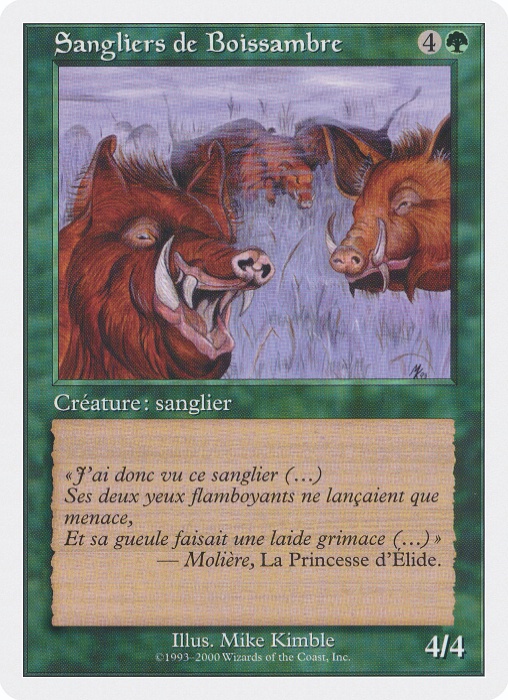 Sangliers de Boissambre 4
Créature : sanglier
«J'ai donc vu ce sanglier (…)
Ses deux yeux flamboyants ne lançaient que
menace,
Et sa gueule faisait une laide grimace (…)»
— Molière, La Princesse d'Élide.
Illus. Mike Kimble
©1993–2000 Wizards of the Coast, Inc.
4/4